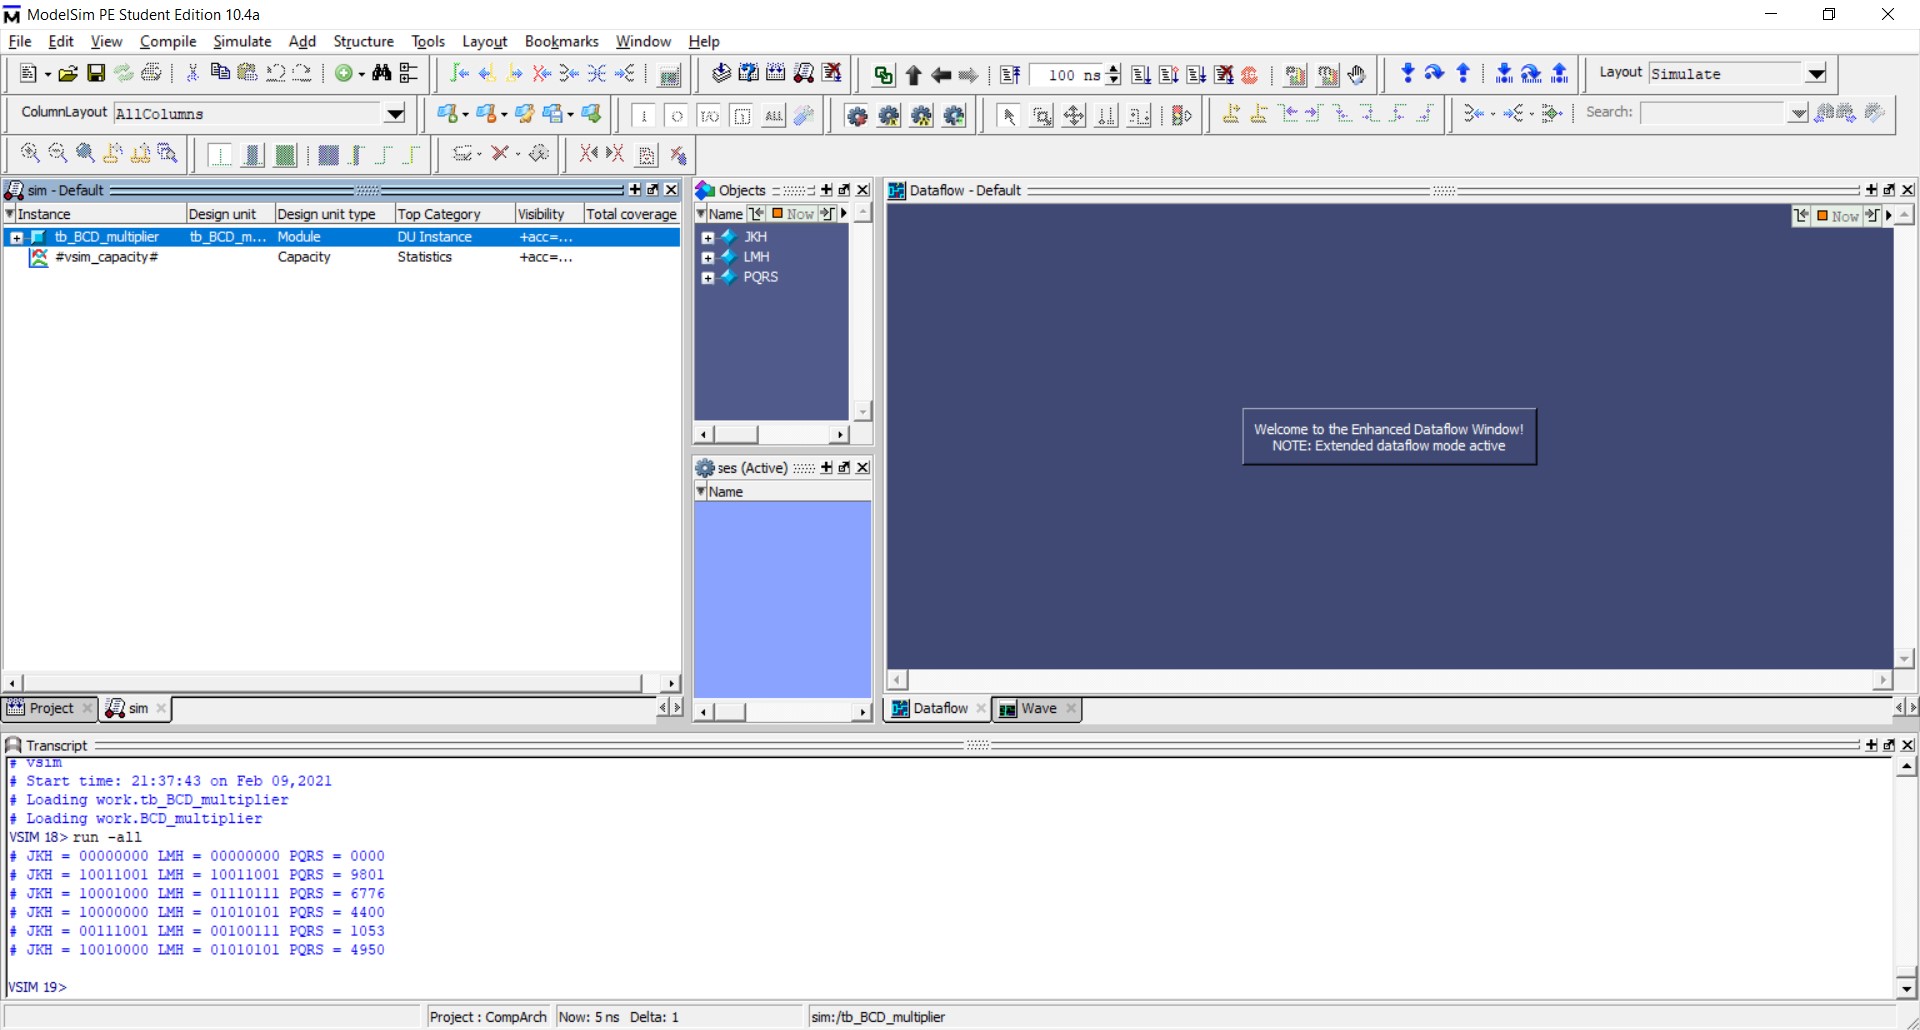 ModelSim PE Student Edition 10.4a
File Edit View Compile Simulate Add Structure Tools Layout Bookmarks Window Help
100 ns
Layout Simulate
ColumnLayout AllColumns
Search:
sim - Default
Instance Design unit Design unit type Top Category Visibility Total coverage
tb_BCD_multiplier tb_BCD_m... Module DU Instance +acc=...
#vsim_capacity# Capacity Statistics +acc=...
Project sim
Objects
Name Now
JKH
LMH
PQRS
ses (Active)
Name
Dataflow - Default
Now
Welcome to the Enhanced Dataflow Window!
NOTE: Extended dataflow mode active
Dataflow Wave
Transcript
# vsim
# Start time: 21:37:43 on Feb 09,2021
# Loading work.tb_BCD_multiplier
# Loading work.BCD_multiplier
VSIM 18> run -all
# JKH = 00000000 LMH = 00000000 PQRS = 0000
# JKH = 10011001 LMH = 10011001 PQRS = 9801
# JKH = 10001000 LMH = 01110111 PQRS = 6776
# JKH = 10000000 LMH = 01010101 PQRS = 4400
# JKH = 00111001 LMH = 00100111 PQRS = 1053
# JKH = 10010000 LMH = 01010101 PQRS = 4950
VSIM 19>
Project : CompArch Now: 5 ns Delta: 1 sim:/tb_BCD_multiplier